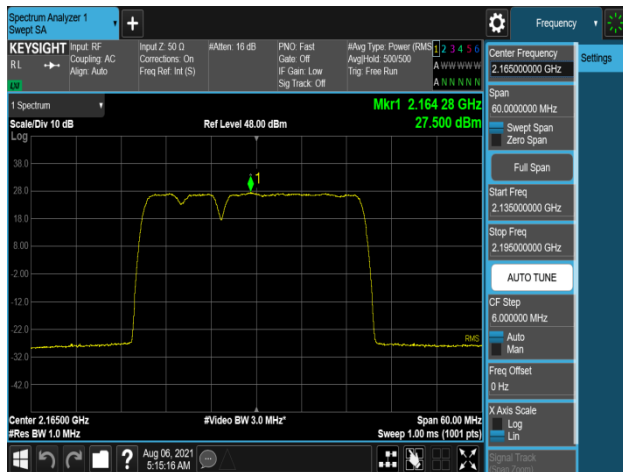 Spectrum Analyzer 1
Swept SA
Frequency
KEYSIGHT
Input: RF
Coupling: AC
Align: Auto
Input Z: 50 Ω
Corrections: On
Freq Ref: Int (S)
#Atten: 16 dB
PNO: Fast
Gate: Off
IF Gain: Low
Sig Track: Off
#Avg Type: Power (RMS
Avg|Hold: 500/500
Trig: Free Run
1 2 3 4 5 6
A W W W W W
A N N N N N
R L
Center Frequency
2.165000000 GHz
Settings
Span
60.0000000 MHz
Swept Span
Zero Span
Full Span
Start Freq
2.135000000 GHz
Stop Freq
2.195000000 GHz
AUTO TUNE
CF Step
6.000000 MHz
Auto
Man
Freq Offset
0 Hz
X Axis Scale
Log
Lin
Signal Track
(Span Zoom)
1 Spectrum
Scale/Div 10 dB
Ref Level 48.00 dBm
Mkr1 2.164 28 GHz
27.500 dBm
Log
38.0
28.0
18.0
8.00
-2.00
-12.0
-22.0
-32.0
-42.0
1
RMS
Center 2.16500 GHz
#Video BW 3.0 MHz*
Span 60.00 MHz
#Res BW 1.0 MHz
Sweep 1.00 ms (1001 pts)
?
Aug 06, 2021
5:15:16 AM